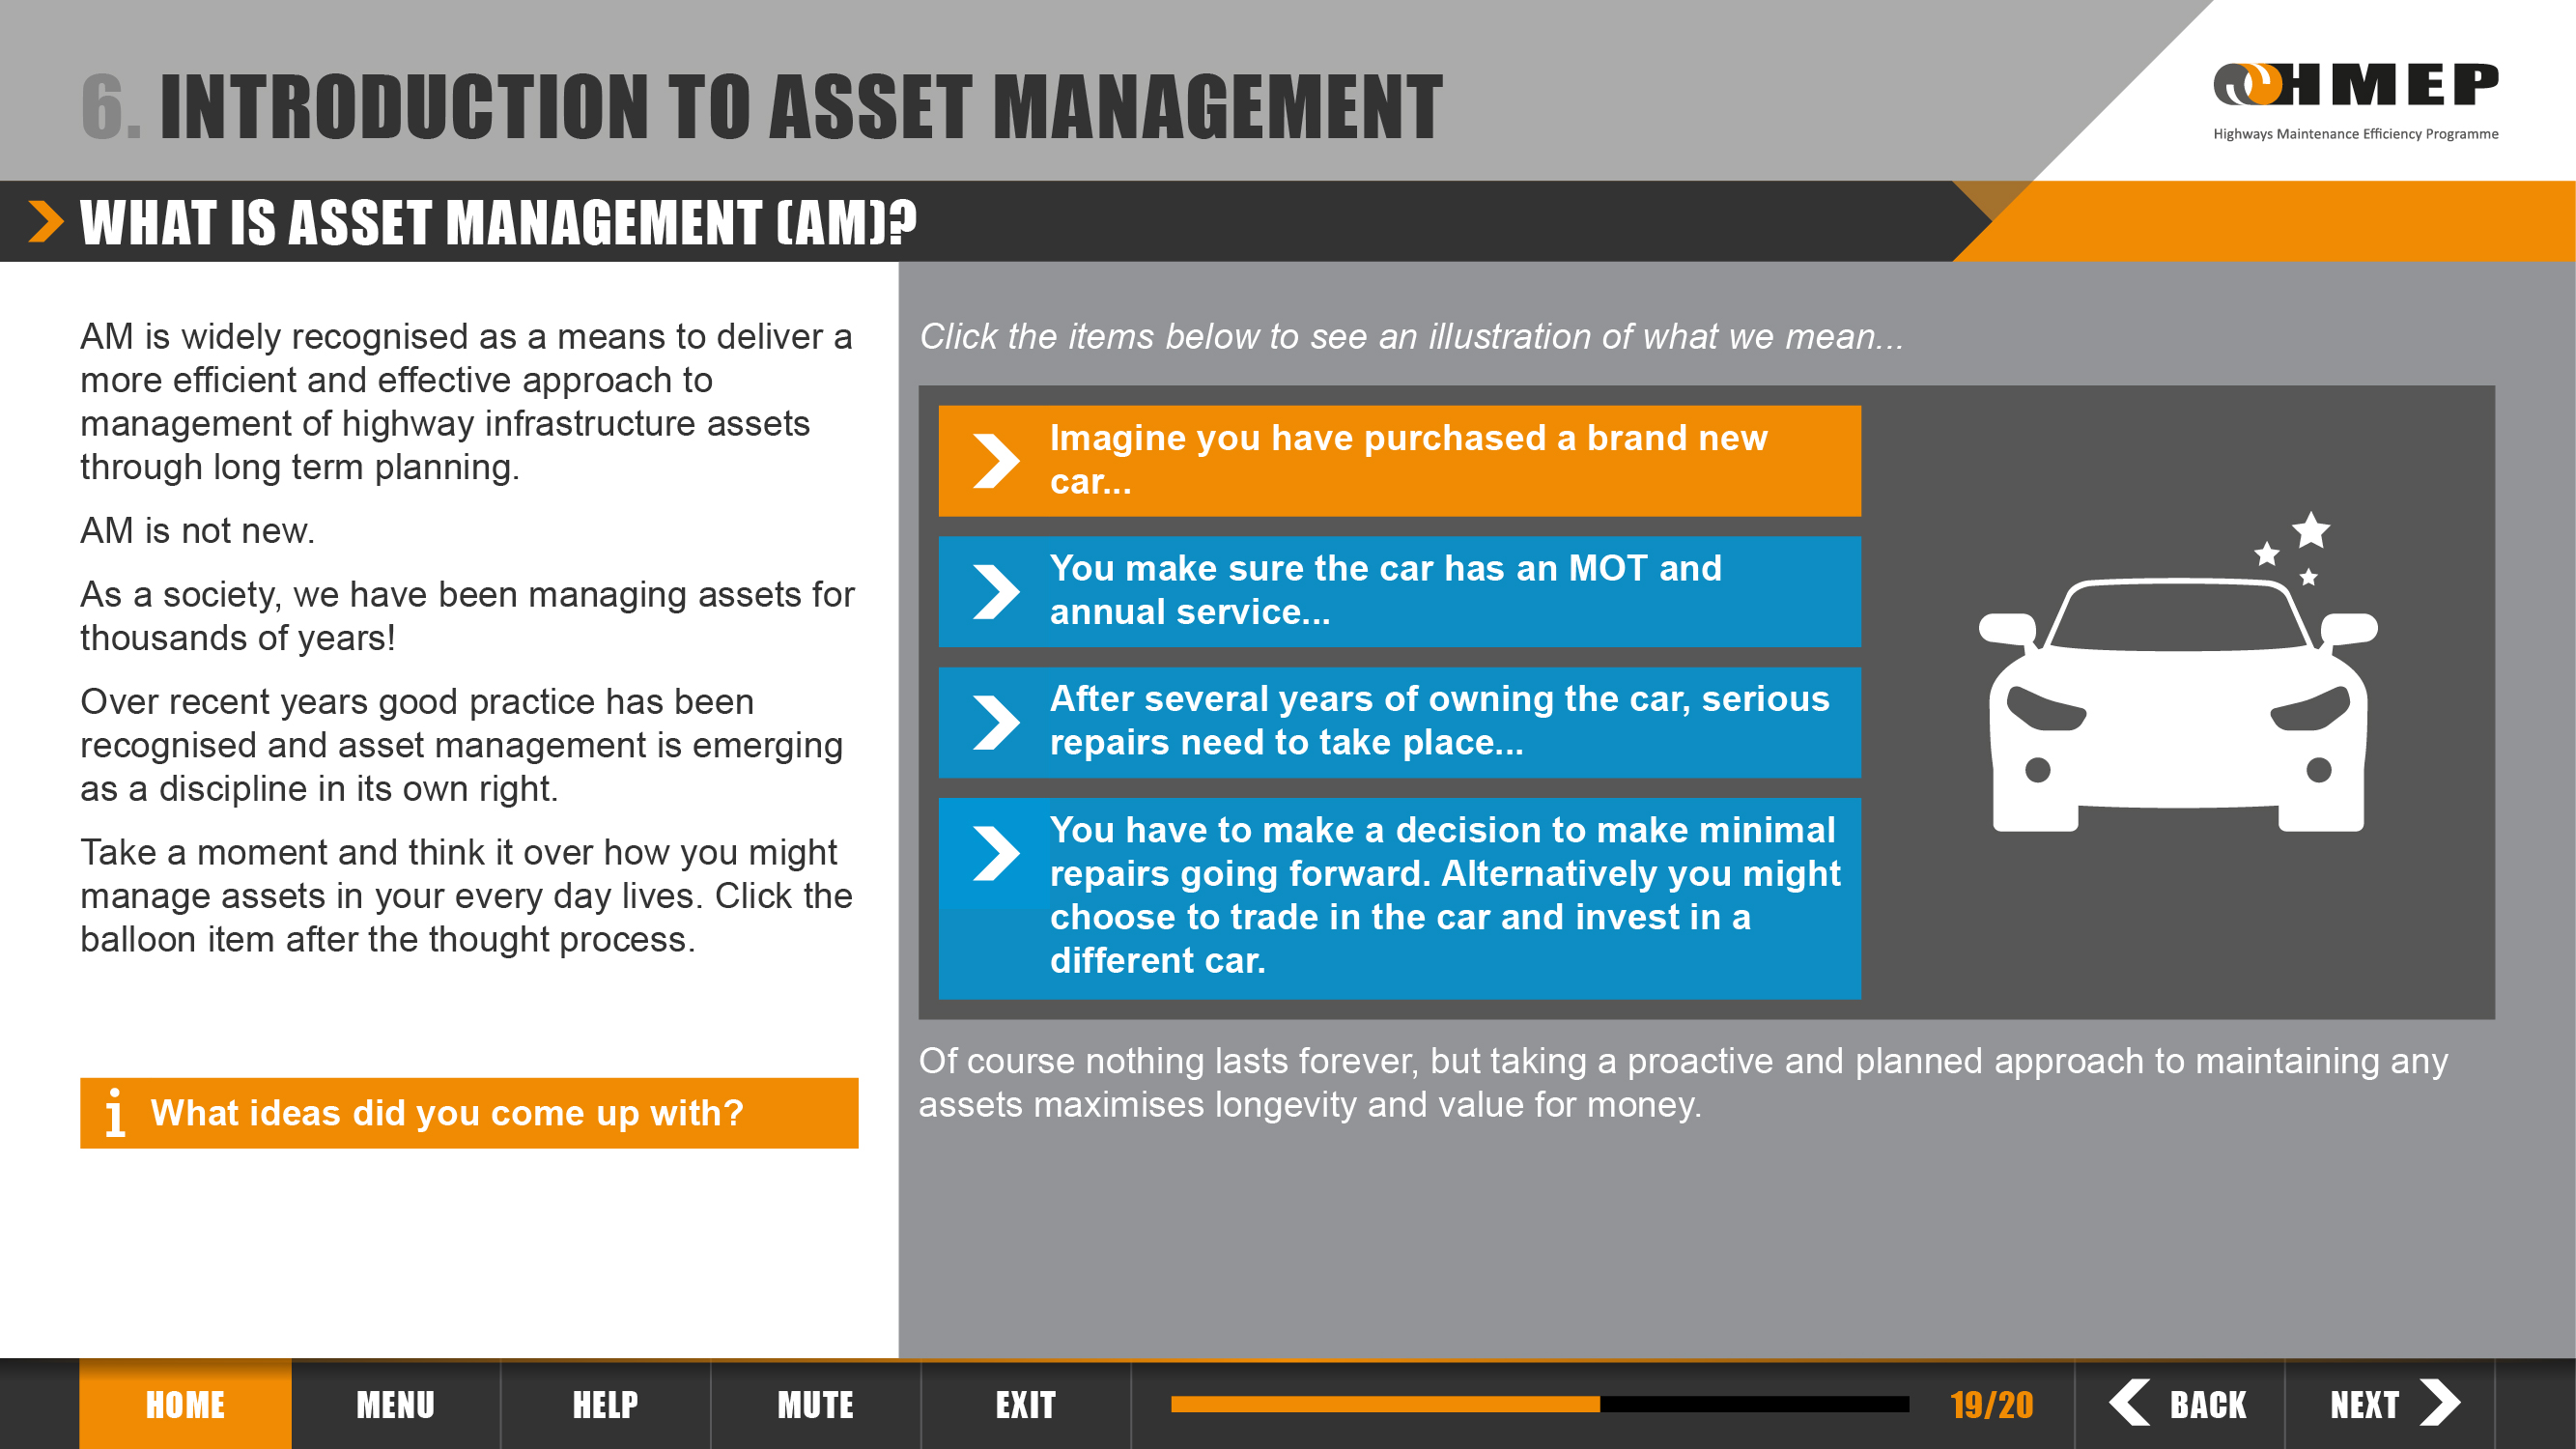 6. INTRODUCTION TO ASSET MANAGEMENT
HMEP
Highways Maintenance Efficiency Programme
WHAT IS ASSET MANAGEMENT (AM)?
AM is widely recognised as a means to deliver a
more efficient and effective approach to
management of highway infrastructure assets
through long term planning.
AM is not new.
As a society, we have been managing assets for
thousands of years!
Over recent years good practice has been
recognised and asset management is emerging
as a discipline in its own right.
Take a moment and think it over how you might
manage assets in your every day lives. Click the
balloon item after the thought process.
i What ideas did you come up with?
Click the items below to see an illustration of what we mean...
Imagine you have purchased a brand new
car...
You make sure the car has an MOT and
annual service...
After several years of owning the car, serious
repairs need to take place...
You have to make a decision to make minimal
repairs going forward. Alternatively you might
choose to trade in the car and invest in a
different car.
Of course nothing lasts forever, but taking a proactive and planned approach to maintaining any
assets maximises longevity and value for money.
HOME MENU HELP MUTE EXIT 19/20 BACK NEXT